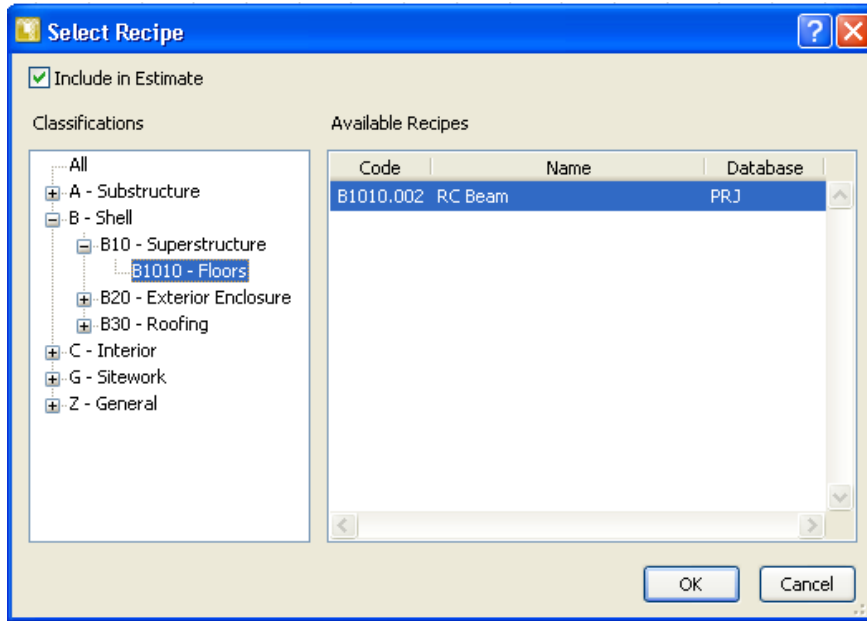 Select Recipe
Include in Estimate
Classifications
Available Recipes
All
A - Substructure
B - Shell
B10 - Superstructure
B1010 - Floors
B20 - Exterior Enclosure
B30 - Roofing
C - Interior
G - Sitework
Z - General
Code Name Database
B1010.002 RC Beam PRJ
OK Cancel